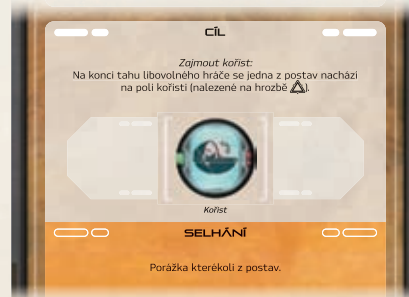 CÍL
Zajmout kořist:
Na konci tahu libovolného hráče se jedna z postav nachází
na poli kořisti (nalezené na hrozbě ).
Kořist
SELHÁNÍ
Porážka kterékoli z postav.